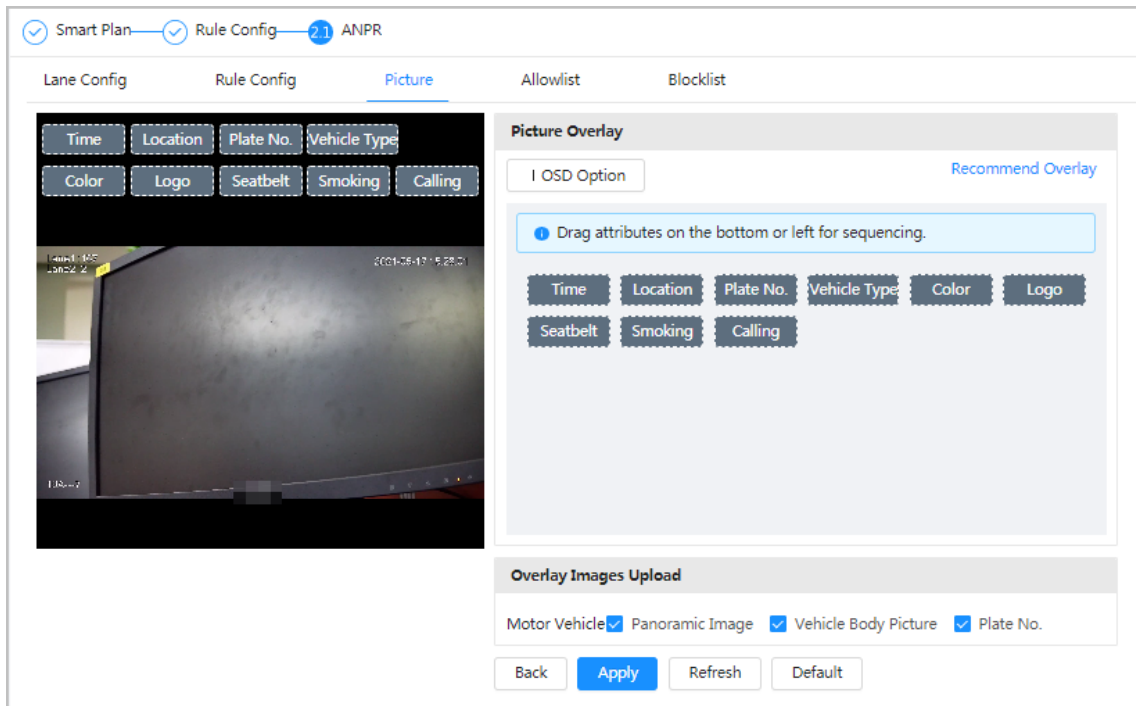 Smart Plan Rule Config 2.1 ANPR
Lane Config Rule Config Picture Allowlist Blocklist
Time Location Plate No. Vehicle Type
Color Logo Seatbelt Smoking Calling
Picture Overlay
OSD Option Recommend Overlay
Drag attributes on the bottom or left for sequencing.
Time Location Plate No. Vehicle Type Color Logo
Seatbelt Smoking Calling
Overlay Images Upload
Motor Vehicle Panoramic Image Vehicle Body Picture Plate No.
Back Apply Refresh Default